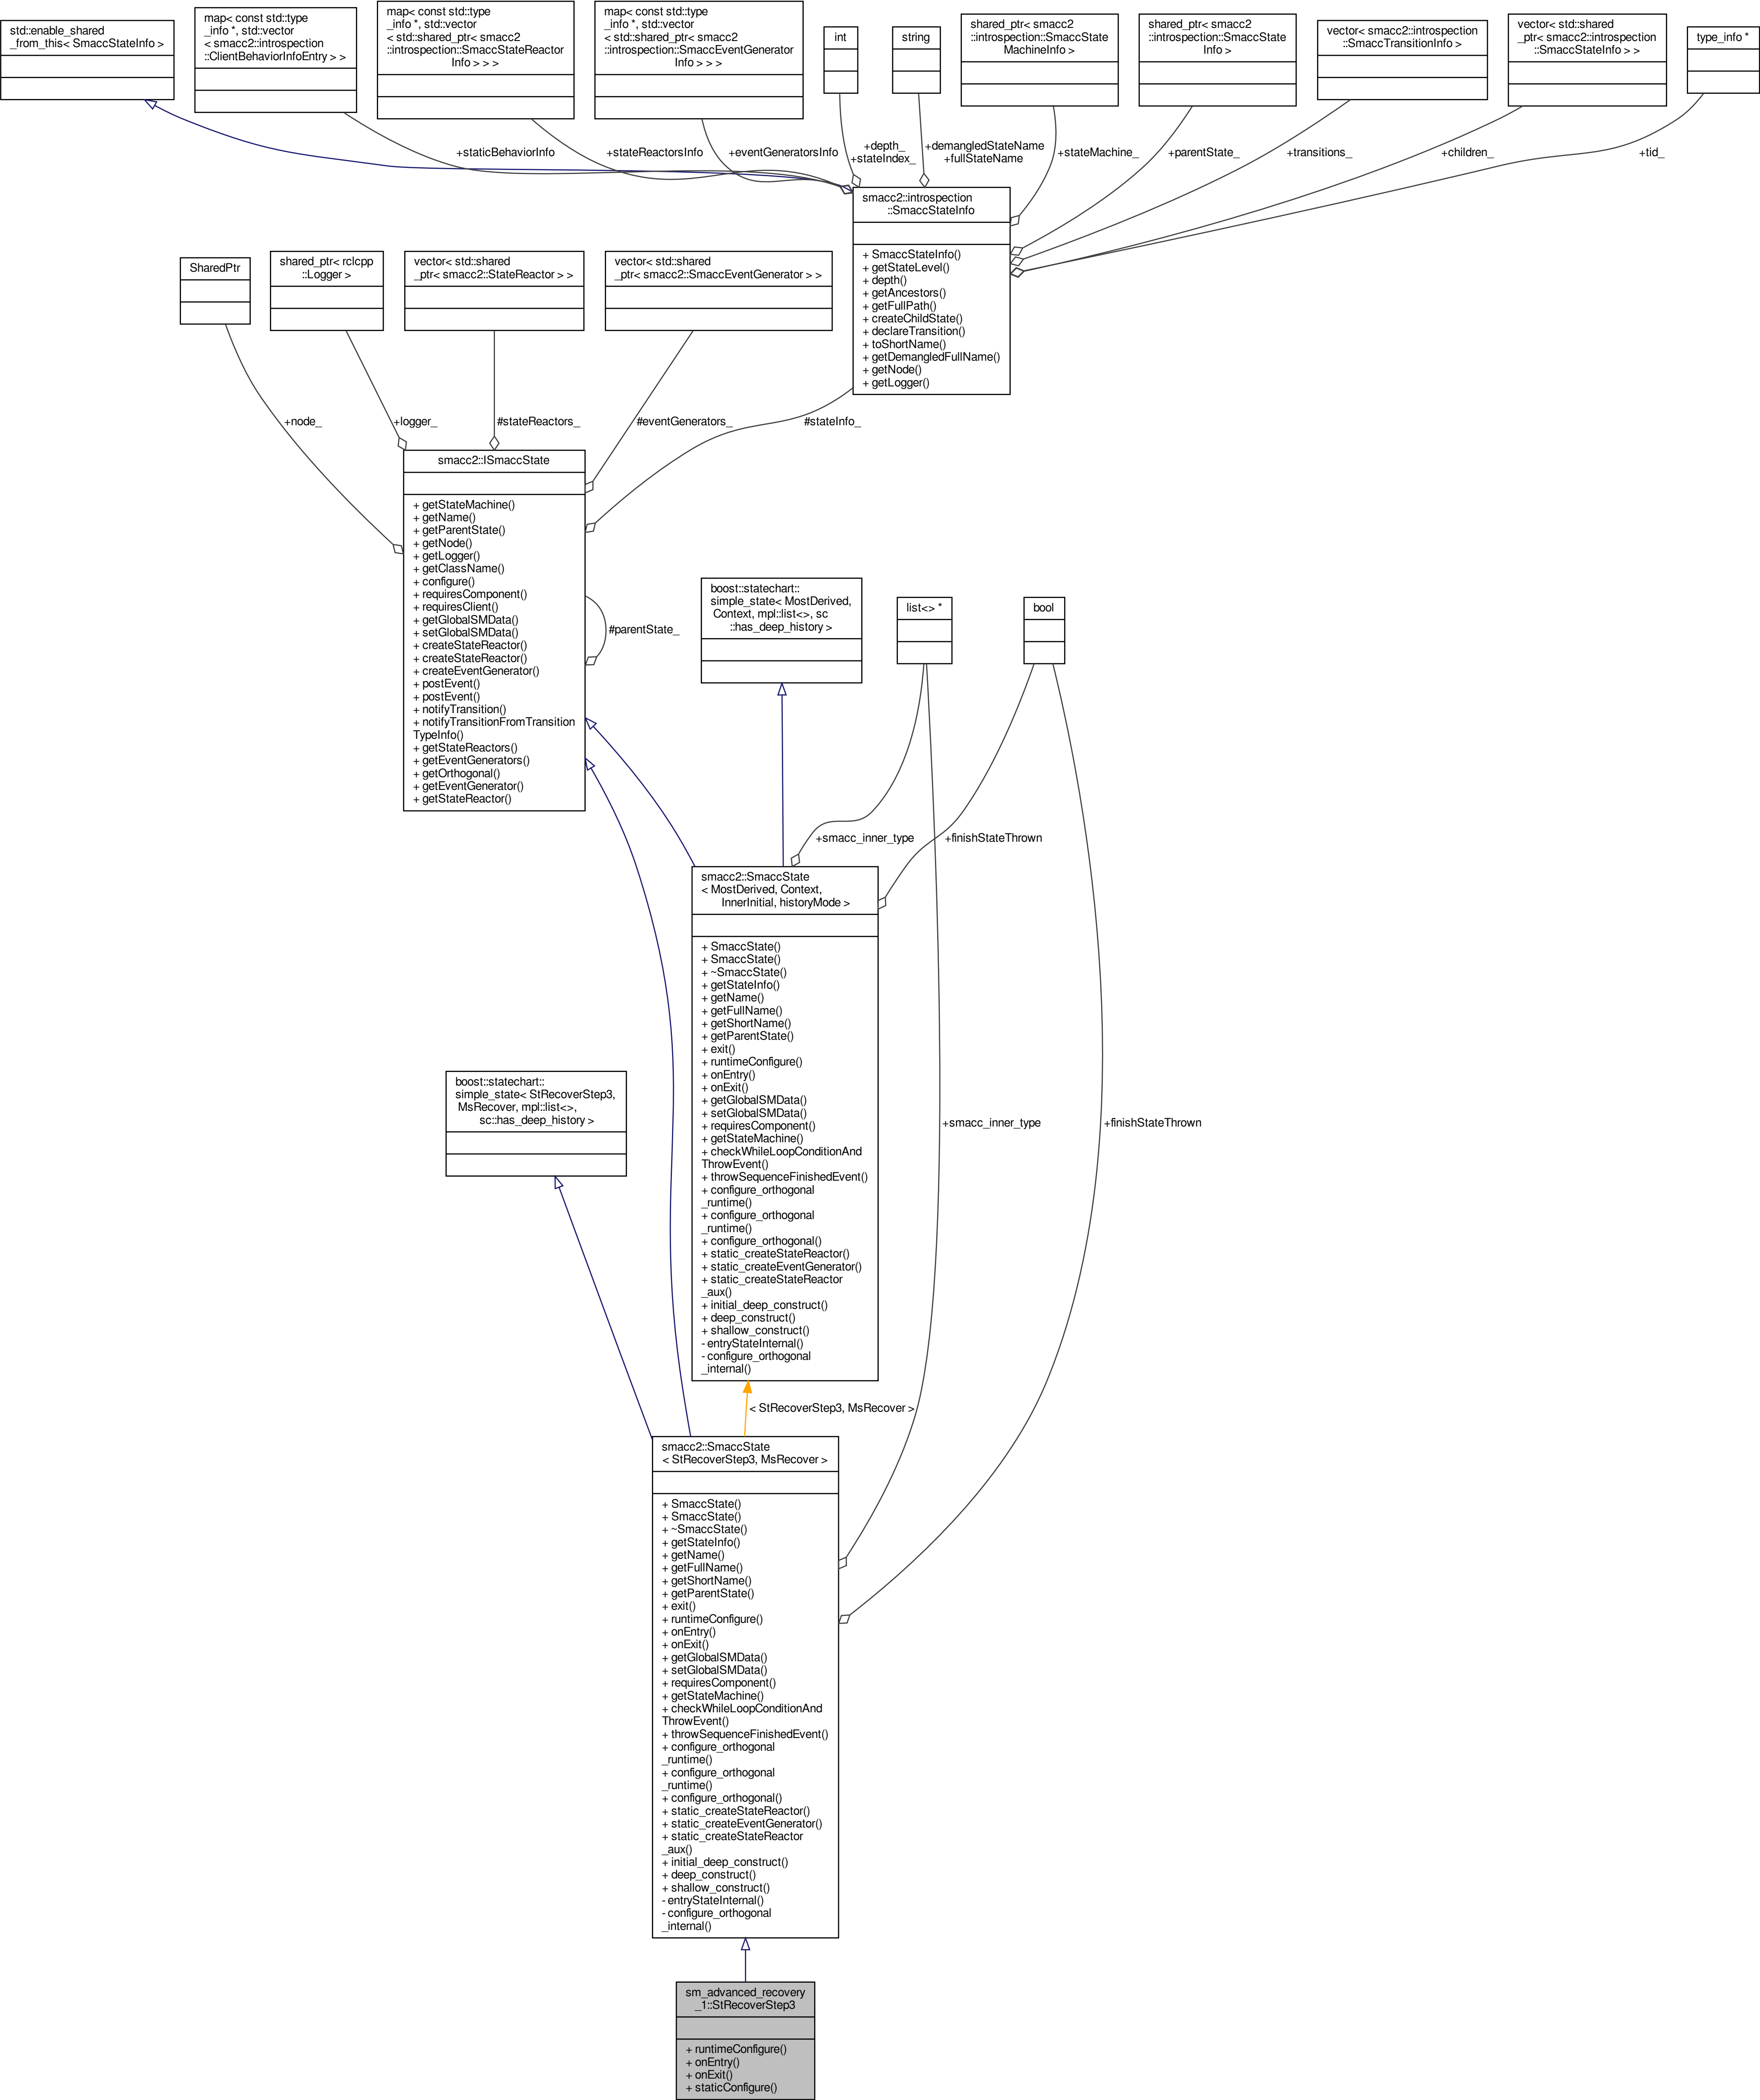 std::enable_shared
_from_this< SmaccStateInfo >
map< const std::type
_info *, std::vector
< smacc2::introspection
::ClientBehaviorInfoEntry > >
map< const std::type
_info *, std::vector
< std::shared_ptr< smacc2
::introspection::SmaccStateReactor
Info > > >
map< const std::type
_info *, std::vector
< std::shared_ptr< smacc2
::introspection::SmaccEventGenerator
Info > > >
int
string
shared_ptr< smacc2
::introspection::SmaccState
MachineInfo >
shared_ptr< smacc2
::introspection::SmaccState
Info >
vector< smacc2::introspection
::SmaccTransitionInfo >
vector< std::shared
_ptr< smacc2::introspection
::SmaccStateInfo > >
type_info *
+staticBehaviorInfo
+stateReactorsInfo
+eventGeneratorsInfo
+depth_
+stateIndex_
+demangledStateName
+fullStateName
+stateMachine_
+parentState_
+transitions_
+children_
+tid_
smacc2::introspection
::SmaccStateInfo
+ SmaccStateInfo()
+ getStateLevel()
+ depth()
+ getAncestors()
+ getFullPath()
+ createChildState()
+ declareTransition()
+ toShortName()
+ getDemangledFullName()
+ getNode()
+ getLogger()
SharedPtr
shared_ptr< rclcpp
::Logger >
vector< std::shared
_ptr< smacc2::StateReactor > >
vector< std::shared
_ptr< smacc2::SmaccEventGenerator > >
+node_
+logger_
#stateReactors_
#eventGenerators_
#stateInfo_
smacc2::ISmaccState
+ getStateMachine()
+ getName()
+ getParentState()
+ getNode()
+ getLogger()
+ getClassName()
+ configure()
+ requiresComponent()
+ requiresClient()
+ getGlobalSMData()
+ setGlobalSMData()
+ createStateReactor()
+ createStateReactor()
+ createEventGenerator()
+ postEvent()
+ postEvent()
+ notifyTransition()
+ notifyTransitionFromTransition
TypeInfo()
+ getStateReactors()
+ getEventGenerators()
+ getOrthogonal()
+ getEventGenerator()
+ getStateReactor()
#parentState_
boost::statechart::
simple_state< MostDerived,
Context, mpl::list<>, sc
::has_deep_history >
list<> *
bool
+smacc_inner_type
+finishStateThrown
smacc2::SmaccState
< MostDerived, Context,
InnerInitial, historyMode >
+ SmaccState()
+ SmaccState()
+ ~SmaccState()
+ getStateInfo()
+ getName()
+ getFullName()
+ getShortName()
+ getParentState()
+ exit()
+ runtimeConfigure()
+ onEntry()
+ onExit()
+ getGlobalSMData()
+ setGlobalSMData()
+ requiresComponent()
+ getStateMachine()
+ checkWhileLoopConditionAnd
ThrowEvent()
+ throwSequenceFinishedEvent()
+ configure_orthogonal
_runtime()
+ configure_orthogonal
_runtime()
+ configure_orthogonal()
+ static_createStateReactor()
+ static_createEventGenerator()
+ static_createStateReactor
_aux()
+ initial_deep_construct()
+ deep_construct()
+ shallow_construct()
- entryStateInternal()
- configure_orthogonal
_internal()
boost::statechart::
simple_state< StRecoverStep3,
MsRecover, mpl::list<>,
sc::has_deep_history >
+smacc_inner_type
+finishStateThrown
< StRecoverStep3, MsRecover >
smacc2::SmaccState
< StRecoverStep3, MsRecover >
+ SmaccState()
+ SmaccState()
+ ~SmaccState()
+ getStateInfo()
+ getName()
+ getFullName()
+ getShortName()
+ getParentState()
+ exit()
+ runtimeConfigure()
+ onEntry()
+ onExit()
+ getGlobalSMData()
+ setGlobalSMData()
+ requiresComponent()
+ getStateMachine()
+ checkWhileLoopConditionAnd
ThrowEvent()
+ throwSequenceFinishedEvent()
+ configure_orthogonal
_runtime()
+ configure_orthogonal
_runtime()
+ configure_orthogonal()
+ static_createStateReactor()
+ static_createEventGenerator()
+ static_createStateReactor
_aux()
+ initial_deep_construct()
+ deep_construct()
+ shallow_construct()
- entryStateInternal()
- configure_orthogonal
_internal()
sm_advanced_recovery
_1::StRecoverStep3
+ runtimeConfigure()
+ onEntry()
+ onExit()
+ staticConfigure()